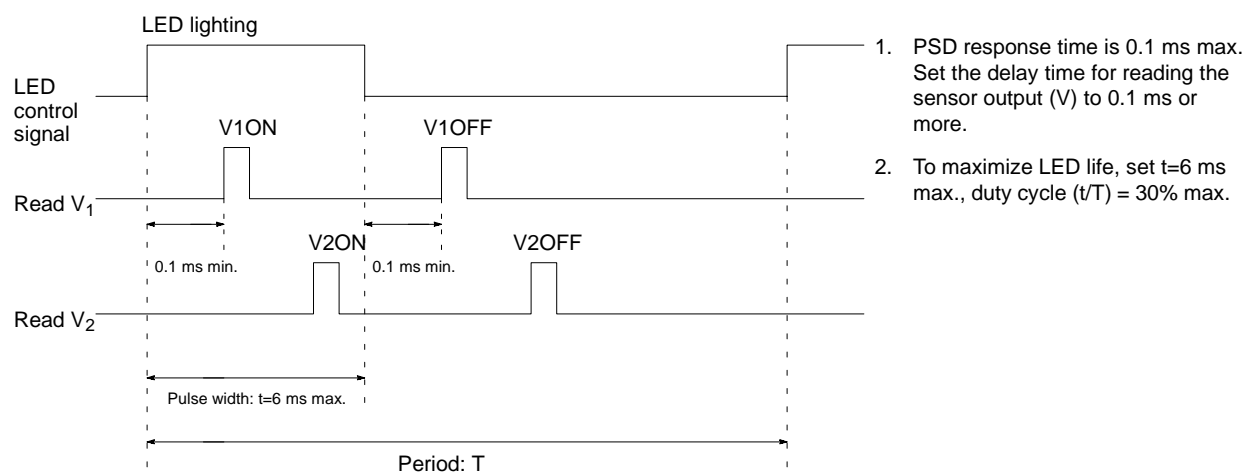 LED lighting
LED
control
signal
V1ON
V1OFF
Read V1
0.1 ms min.
V2ON
0.1 ms min.
V2OFF
Read V2
Pulse width: t=6 ms max.
Period: T
1. PSD response time is 0.1 ms max.
Set the delay time for reading the
sensor output (V) to 0.1 ms or
more.
2. To maximize LED life, set t=6 ms
max., duty cycle (t/T) = 30% max.